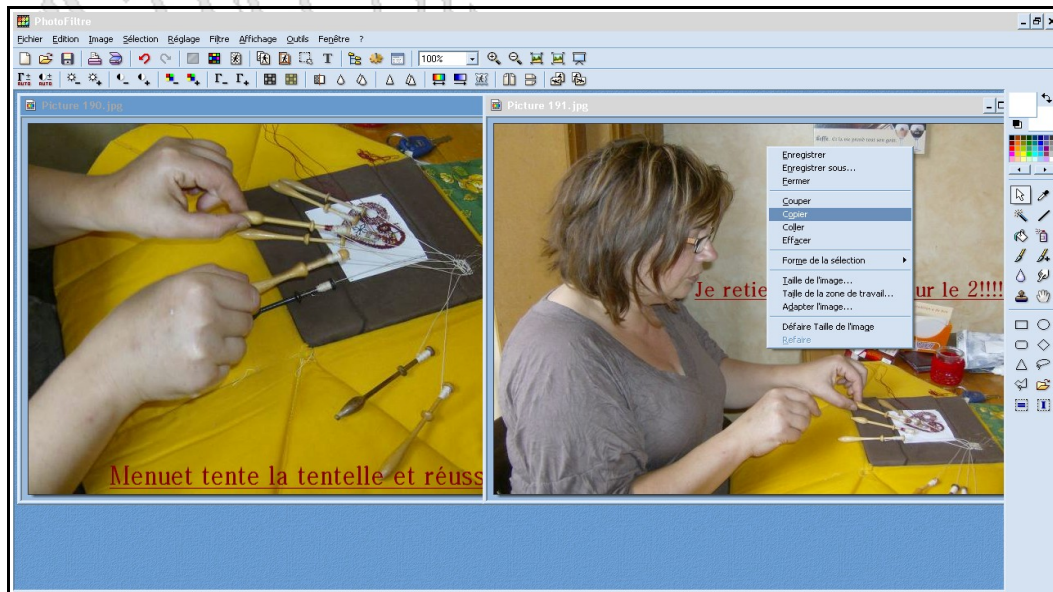 PhotoFiltre
Fichier Edition Image Sélection Réglage Filtre Affichage Outils Fenêtre ?
100%
Picture 190.jpg
Picture 191.jpg
Enregistrer
Enregistrer sous...
Fermer
Couper
Copier
Coller
Effacer
Forme de la sélection
Taille de l'image...
Taille de la zone de travail...
Adapter l'image...
Défaire Taille de l'image
Refaire
Je retie ur le 2!!!!
Menuet tente la tentelle et réuss